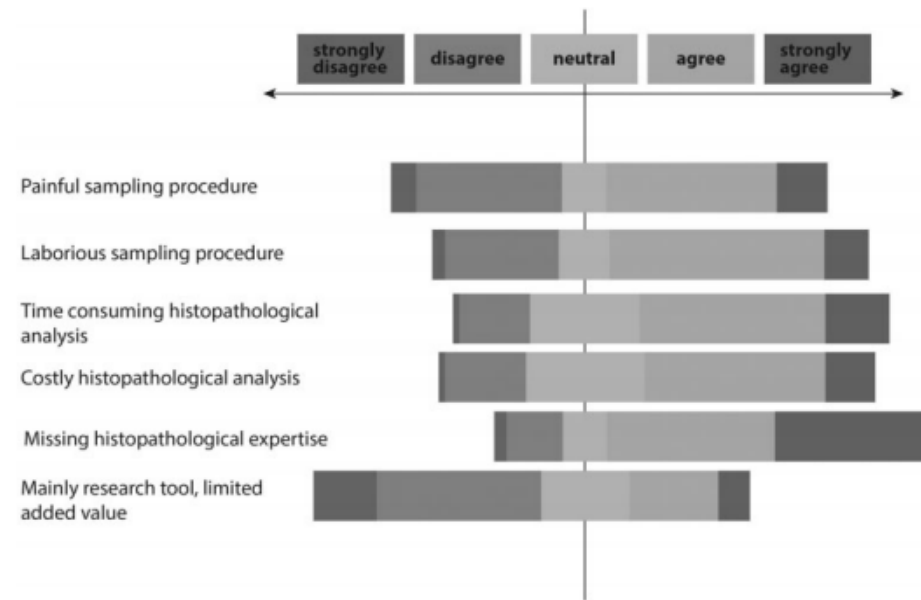 strongly
disagree
disagree
neutral
agree
strongly
agree
Painful sampling procedure
Laborious sampling procedure
Time consuming histopathological
analysis
Costly histopathological analysis
Missing histopathological expertise
Mainly research tool, limited
added value